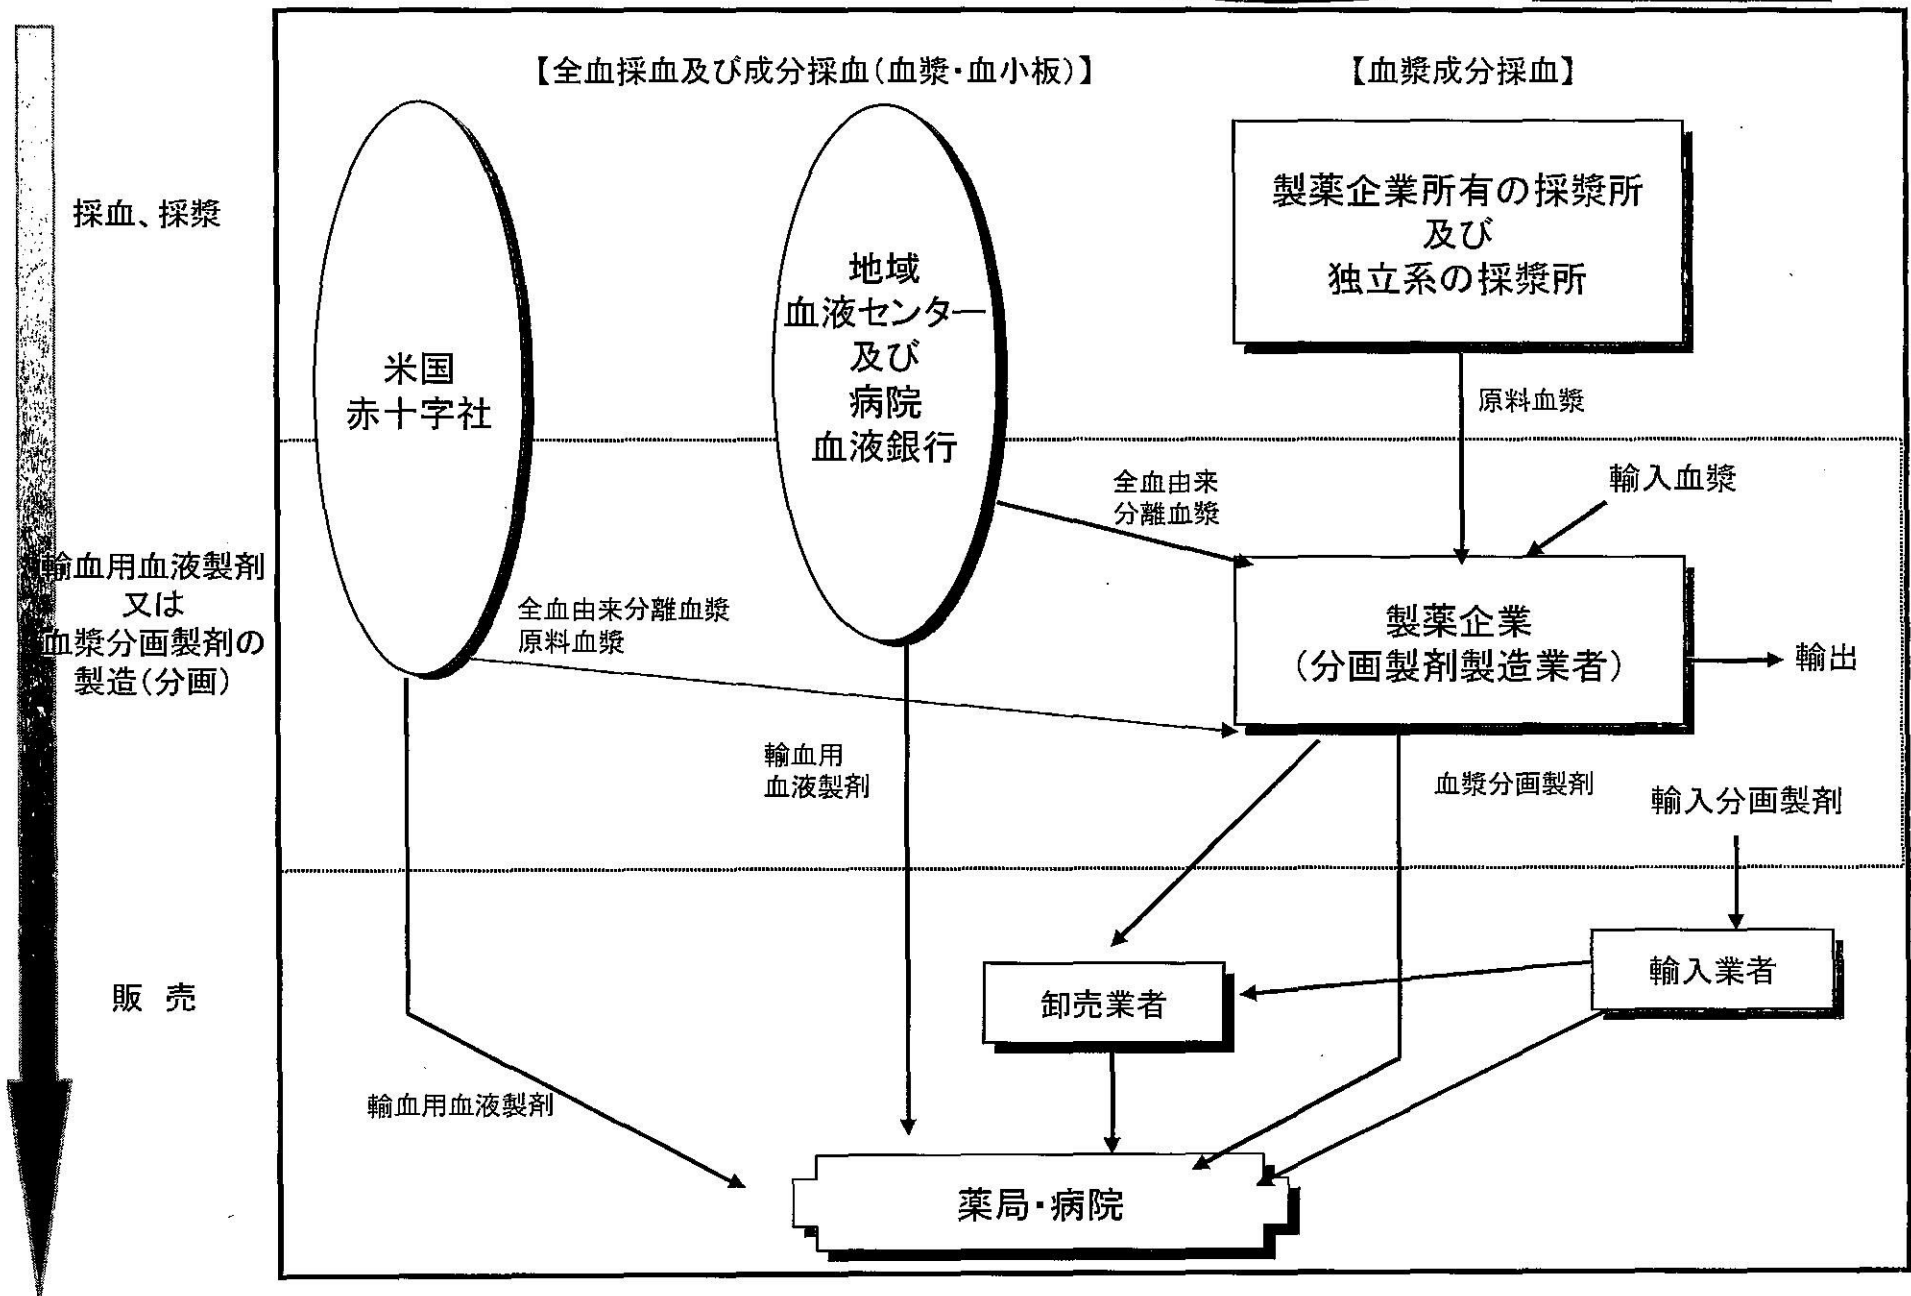 【全血採血及び成分採血(血漿・血小板)】
【血漿成分採血】
採血、採漿
製薬企業所有の採漿所
及び
独立系の採漿所
地域
血液センター
及び
病院
血液銀行
米国
赤十字社
原料血漿
全血由来
分離血漿
輸入血漿
輸血用血液製剤
又は
血漿分画製剤の
製造(分画)
全血由来分離血漿
原料血漿
製薬企業
(分画製剤製造業者)
輸出
輸血用
血液製剤
血漿分画製剤
輸入分画製剤
販 売
卸売業者
輸入業者
輸血用血液製剤
薬局・病院